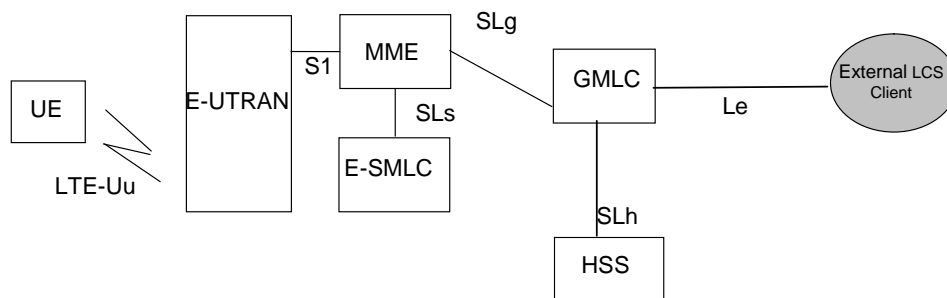 SLg
MME
S1
GMLC
External LCS
Client
UE
E-UTRAN
Le
SLs
E-SMLC
LTE-Uu
SLh
HSS